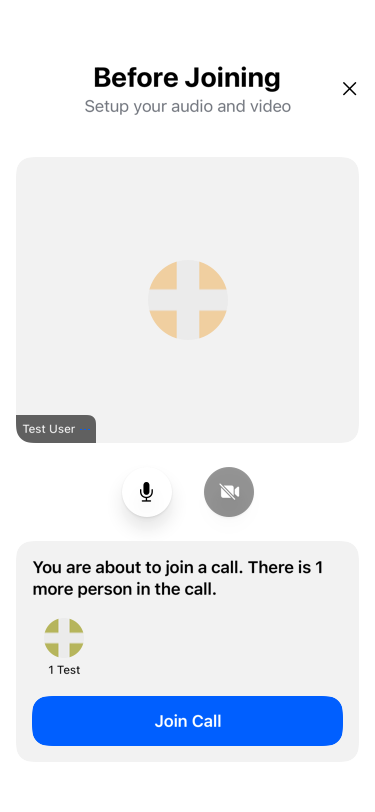 Before Joining
Setup your audio and video
Test User
You are about to join a call. There is 1
more person in the call.
1 Test
Join Call